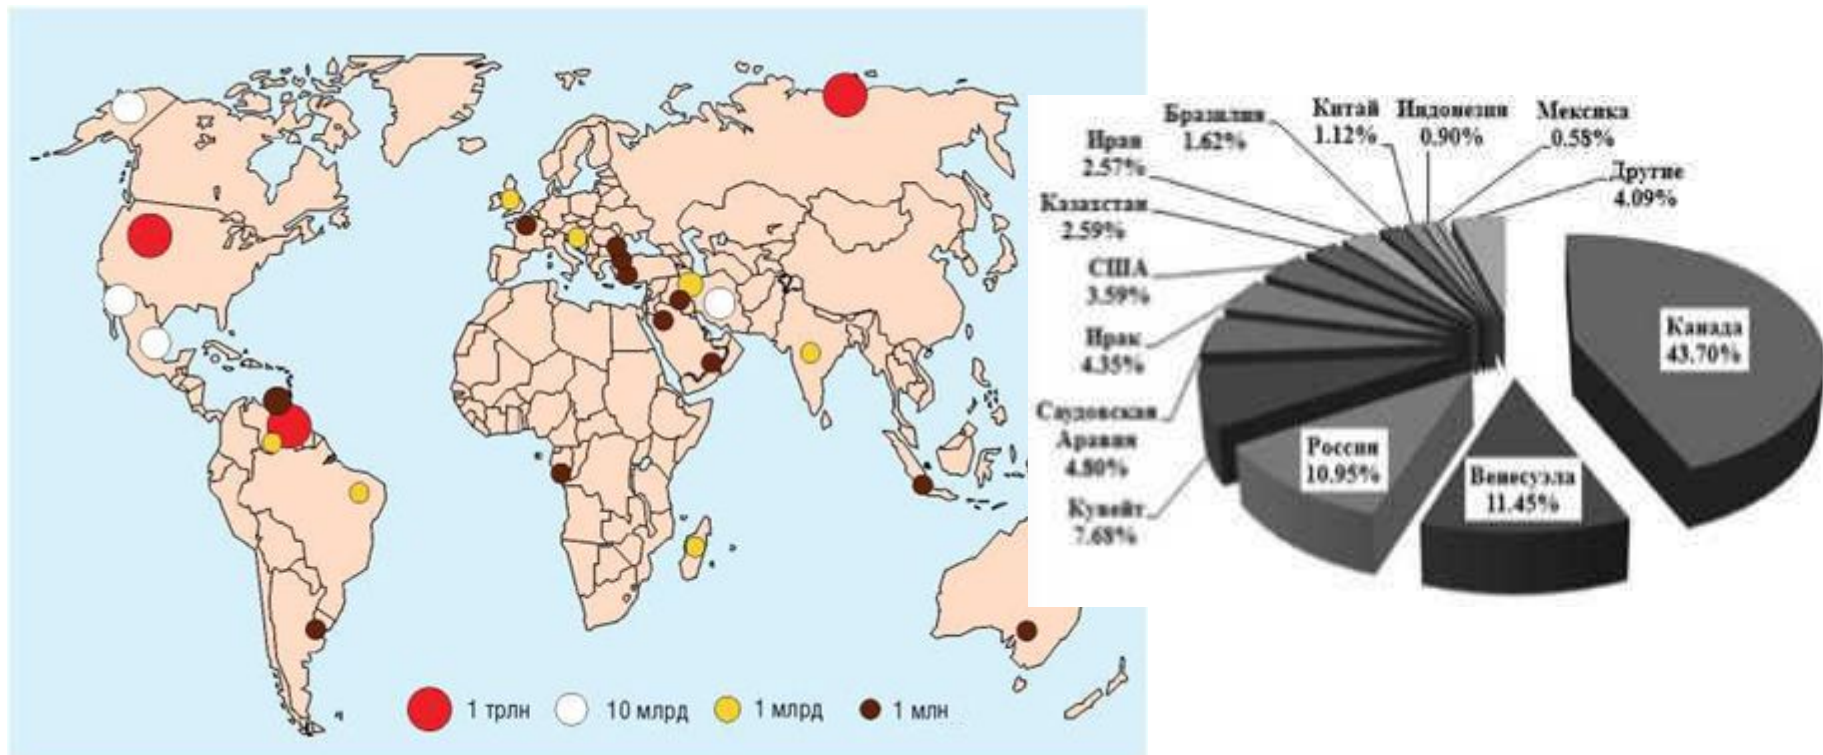 1 трлн
10 млрд
1 млрд
1 млн
Бразилия
1.62%
Китай
1.12%
Индонезия
0.90%
Мексика
0.58%
Другие
4.09%
Иран
2.57%
Казахстан
2.59%
США
3.59%
Ирак
4.35%
Саудовская
Аравия
4.80%
Кувейт
7.68%
Россия
10.95%
Венесуэла
11.45%
Канада
43.70%